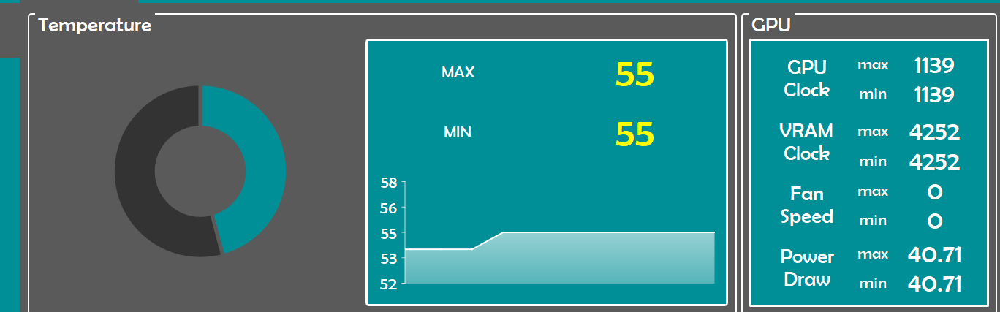 Temperature
MAX 55
MIN 55
58
56
55
53
52
GPU
GPU Clock
max 1139
min 1139
VRAM Clock
max 4252
min 4252
Fan Speed
max 0
min 0
Power Draw
max 40.71
min 40.71